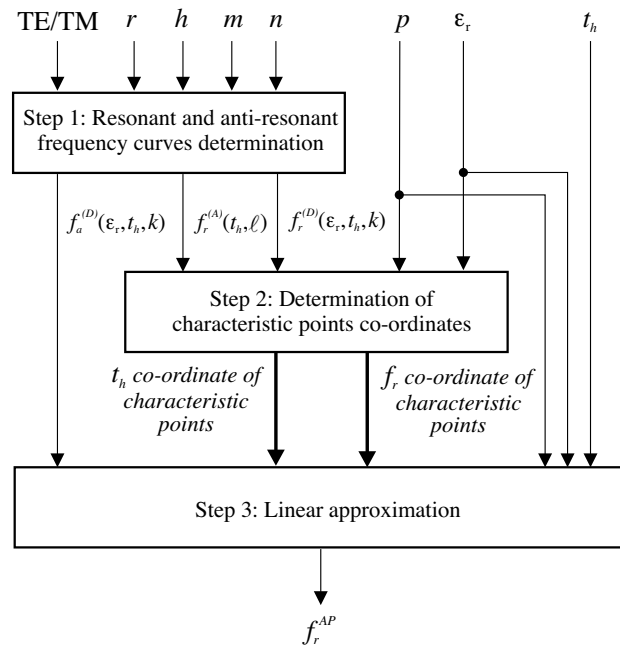 TE/TM r h m n p εᵣ tₕ
Step 1: Resonant and anti-resonant
frequency curves determination
fₐ⁽ᴰ⁾(εᵣ,tₕ,k) fᵣ⁽ᴬ⁾(tₕ,ℓ) fᵣ⁽ᴰ⁾(εᵣ,tₕ,k)
Step 2: Determination of
characteristic points co-ordinates
tₕ co-ordinate of
characteristic
points
fᵣ co-ordinate of
characteristic
points
Step 3: Linear approximation
fᵣᴬᴾ